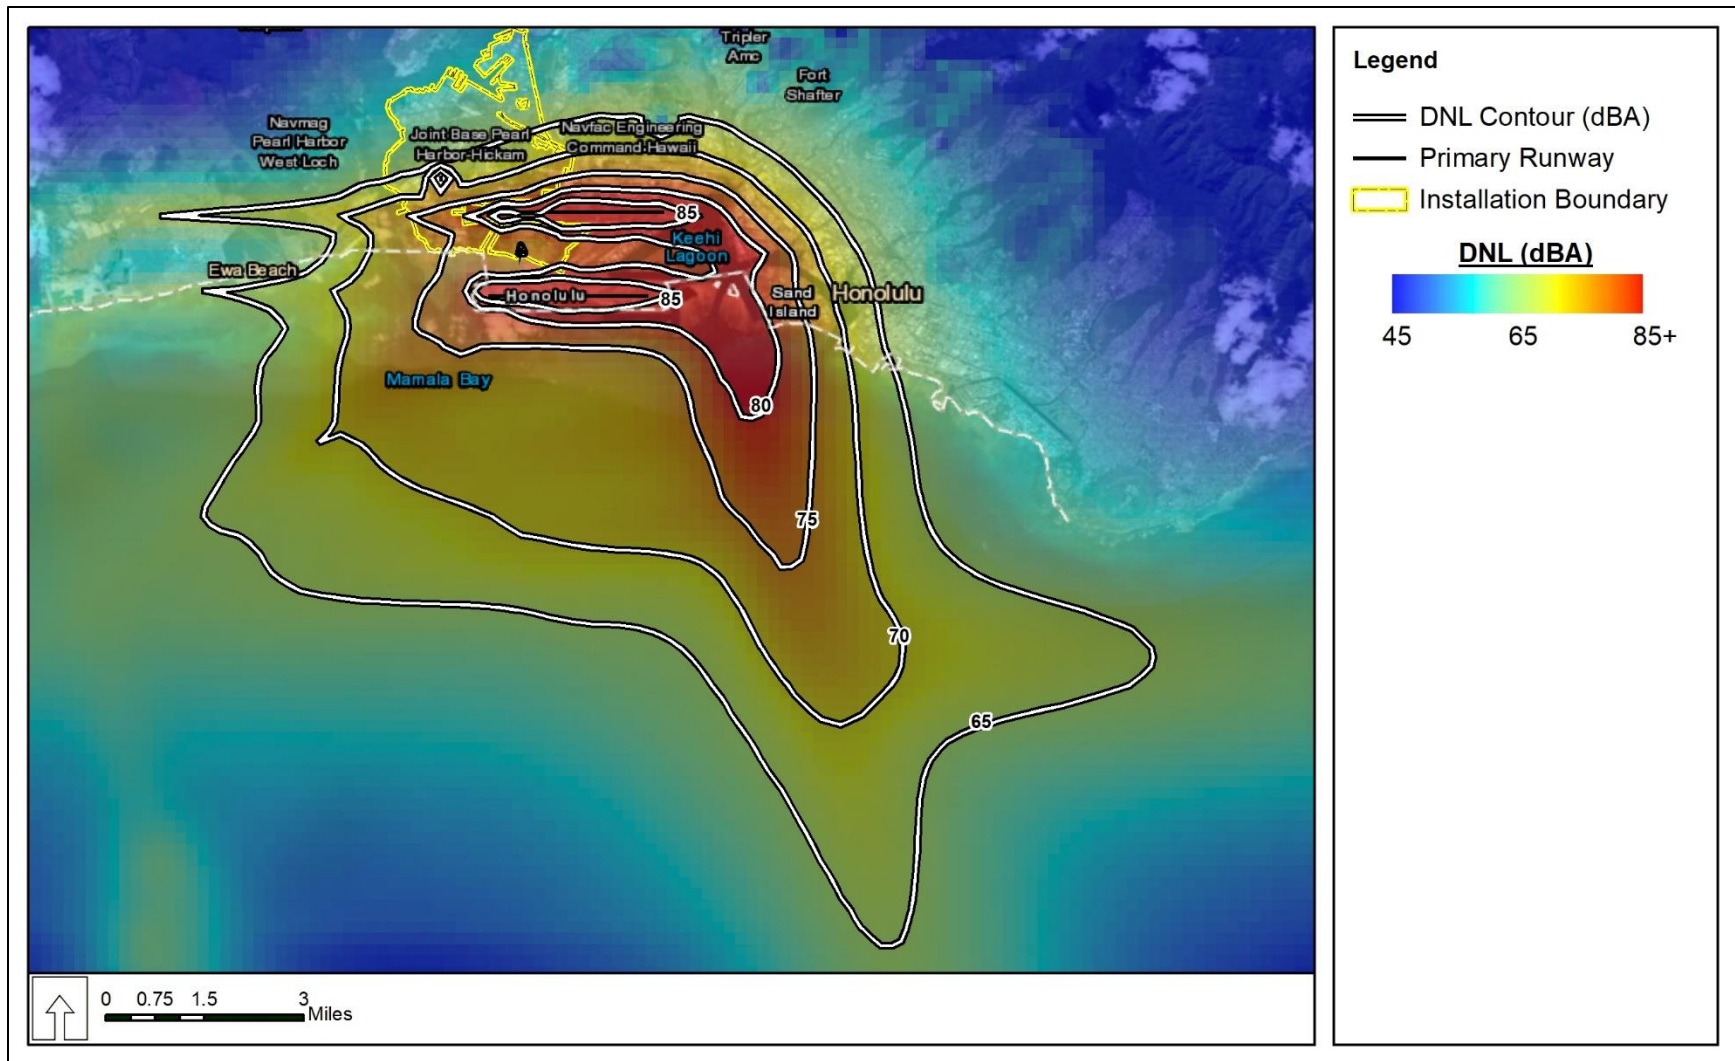 Tripler
Amc
Fort
Shafter
Navmag
Pearl Harbor
West Loch
Joint Base Pearl
Harbor-Hickam
Navfac Engineering
Command Hawaii
85
Keehi
Lagoon
Ewa Beach
Honolulu
85
Sand
Island
Honolulu
Mamala Bay
80
75
70
65
0 0.75 1.5 3
Miles
Legend
DNL Contour (dBA)
Primary Runway
Installation Boundary
DNL (dBA)
45 65 85+